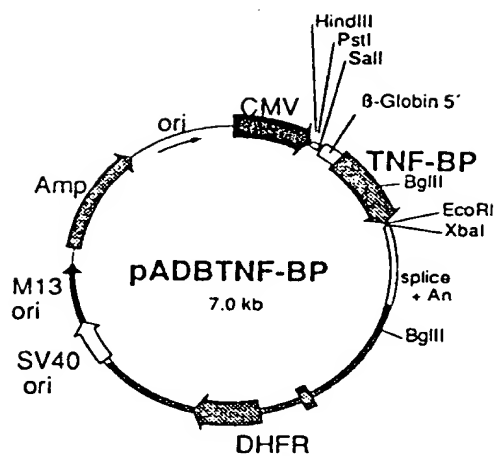 HindIII
PstI
SalI
CMV
β-Globin 5´
ori
TNF-BP
BglII
Amp
EcoRI
XbaI
pADBTNF-BP
7.0 kb
splice
+ An
M13
ori
BglII
SV40
ori
DHFR